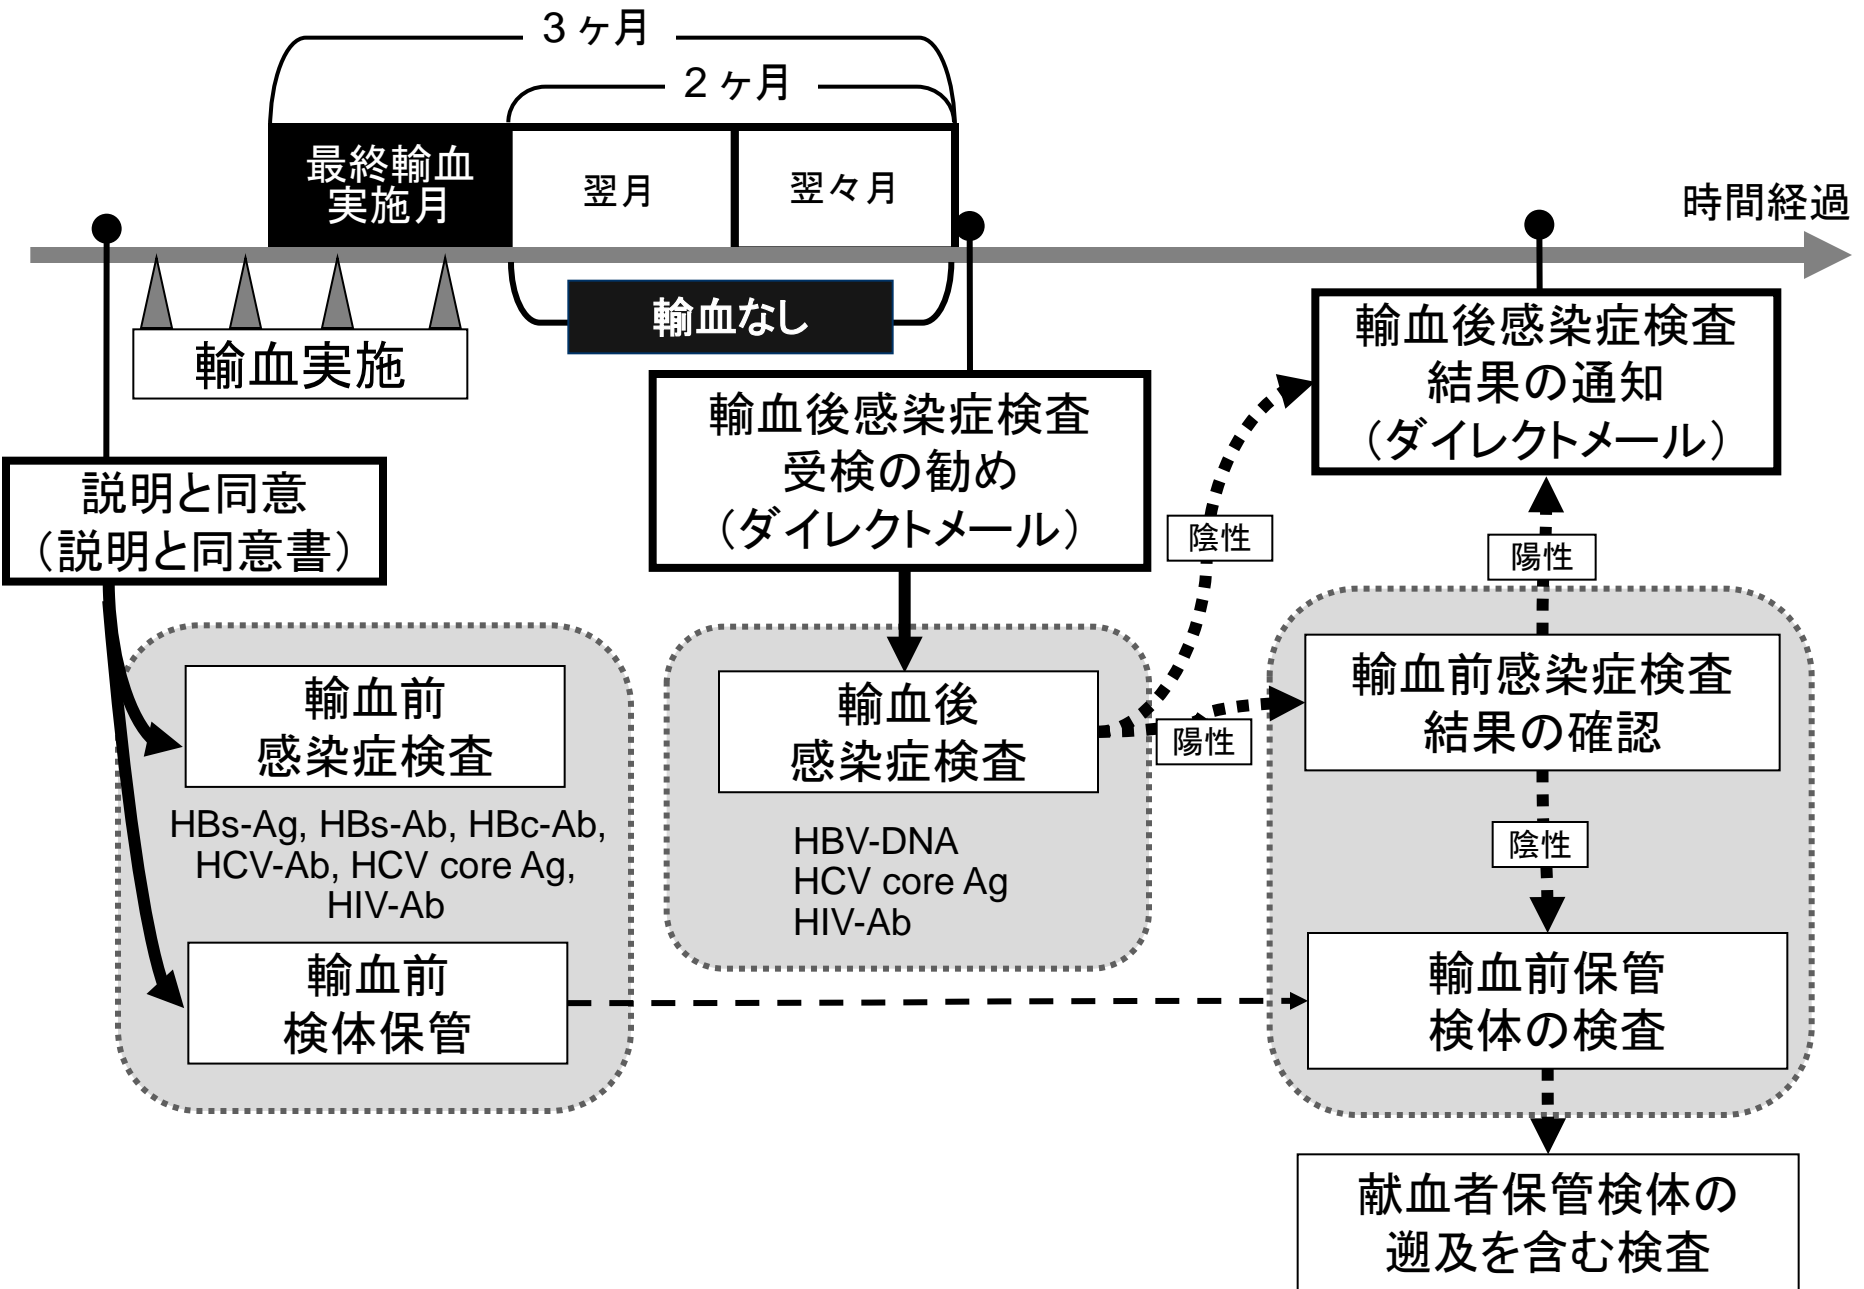 3ヶ月
2ヶ月
最終輸血
実施月
翌月
翌々月
時間経過
輸血なし
輸血実施
説明と同意
（説明と同意書）
輸血後感染症検査
受検の勧め
（ダイレクトメール）
輸血後感染症検査
結果の通知
（ダイレクトメール）
陰性
陽性
輸血前
感染症検査
HBs-Ag, HBs-Ab, HBc-Ab,
HCV-Ab, HCV core Ag,
HIV-Ab
輸血前
検体保管
輸血後
感染症検査
HBV-DNA
HCV core Ag
HIV-Ab
陽性
輸血前感染症検査
結果の確認
陰性
輸血前保管
検体の検査
献血者保管検体の
遡及を含む検査